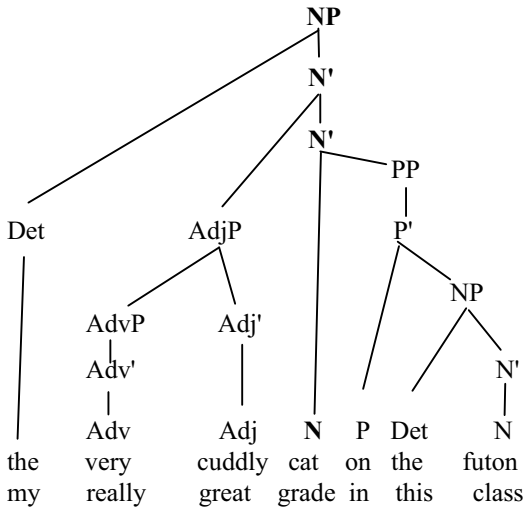 NP
N'
N'
PP
Det AdjP P'
NP
AdvP Adj'
Adv' N'
Adv Adj N P Det N
the very cuddly cat on the futon
my really great grade in this class